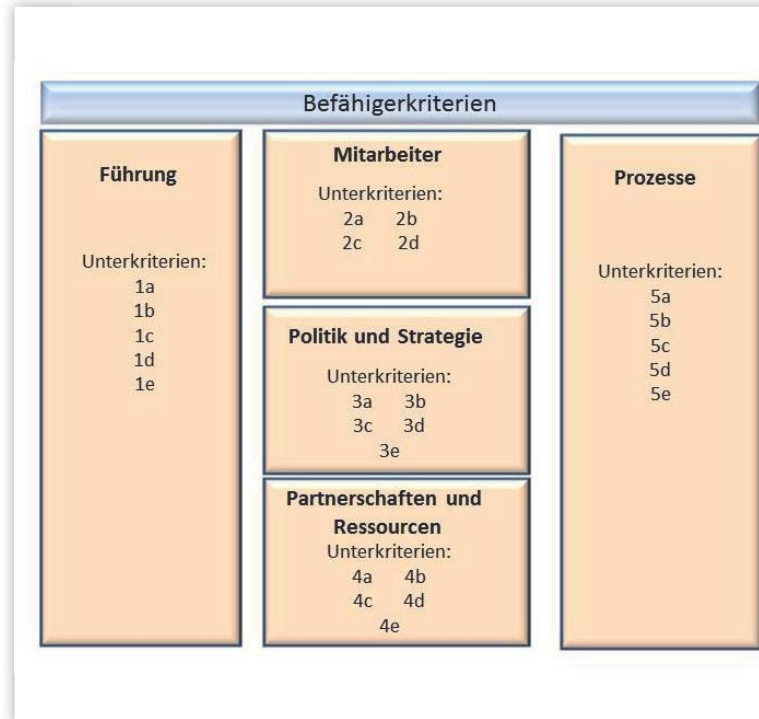 Befähigerkriterien
Führung
Unterkriterien:
1a
1b
1c
1d
1e
Mitarbeiter
Unterkriterien:
2a 2b
2c 2d
Politik und Strategie
Unterkriterien:
3a 3b
3c 3d
3e
Partnerschaften und
Ressourcen
Unterkriterien:
4a 4b
4c 4d
4e
Prozesse
Unterkriterien:
5a
5b
5c
5d
5e